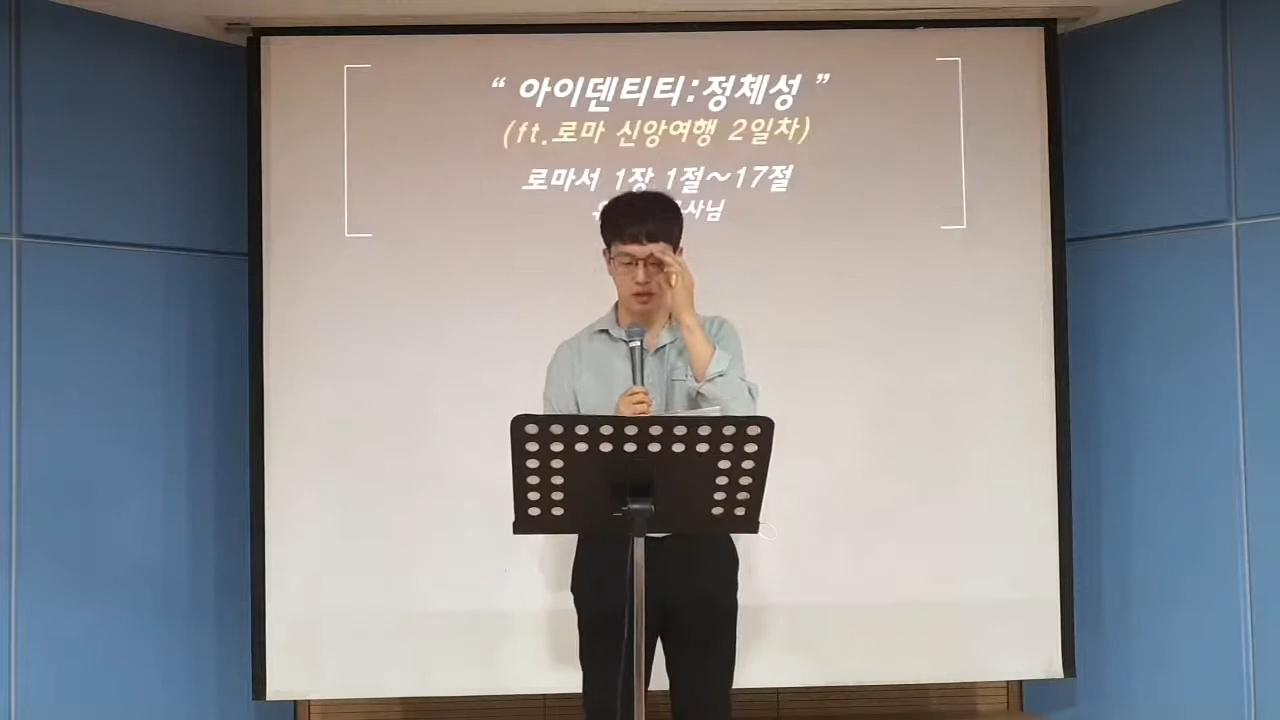 “ 아이덴티티:정체성 ”
(ft.로마 신앙여행 2일차)
로마서 1장 1절~17절